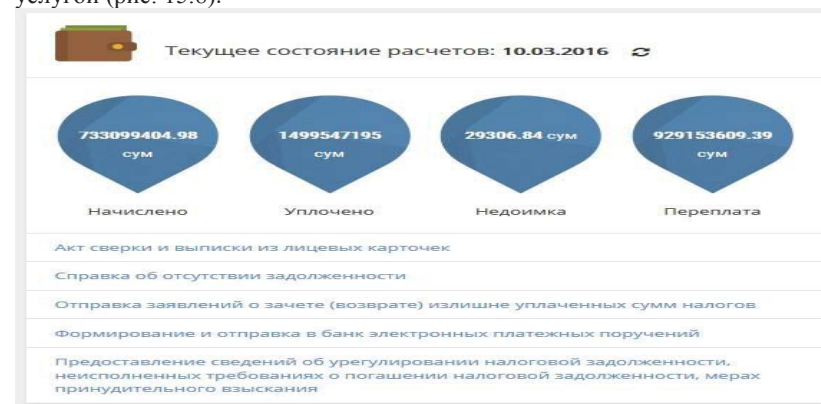 услугой (рис. 15.6).
Текущее состояние расчетов: 10.03.2016
733099404.98
сум
1499547195
сум
29306.84 сум
929153609.39
сум
Начислено
Уплочено
Недоимка
Переплата
Акт сверки и выписки из лицевых карточек
Справка об отсутствии задолженности
Отправка заявлений о зачете (возврате) излишне уплаченных сумм налогов
Формирование и отправка в банк электронных платежных поручений
Предоставление сведений об урегулировании налоговой задолженности,
неисполненных требованиях о погашении налоговой задолженности, мерах
принудительного взыскания